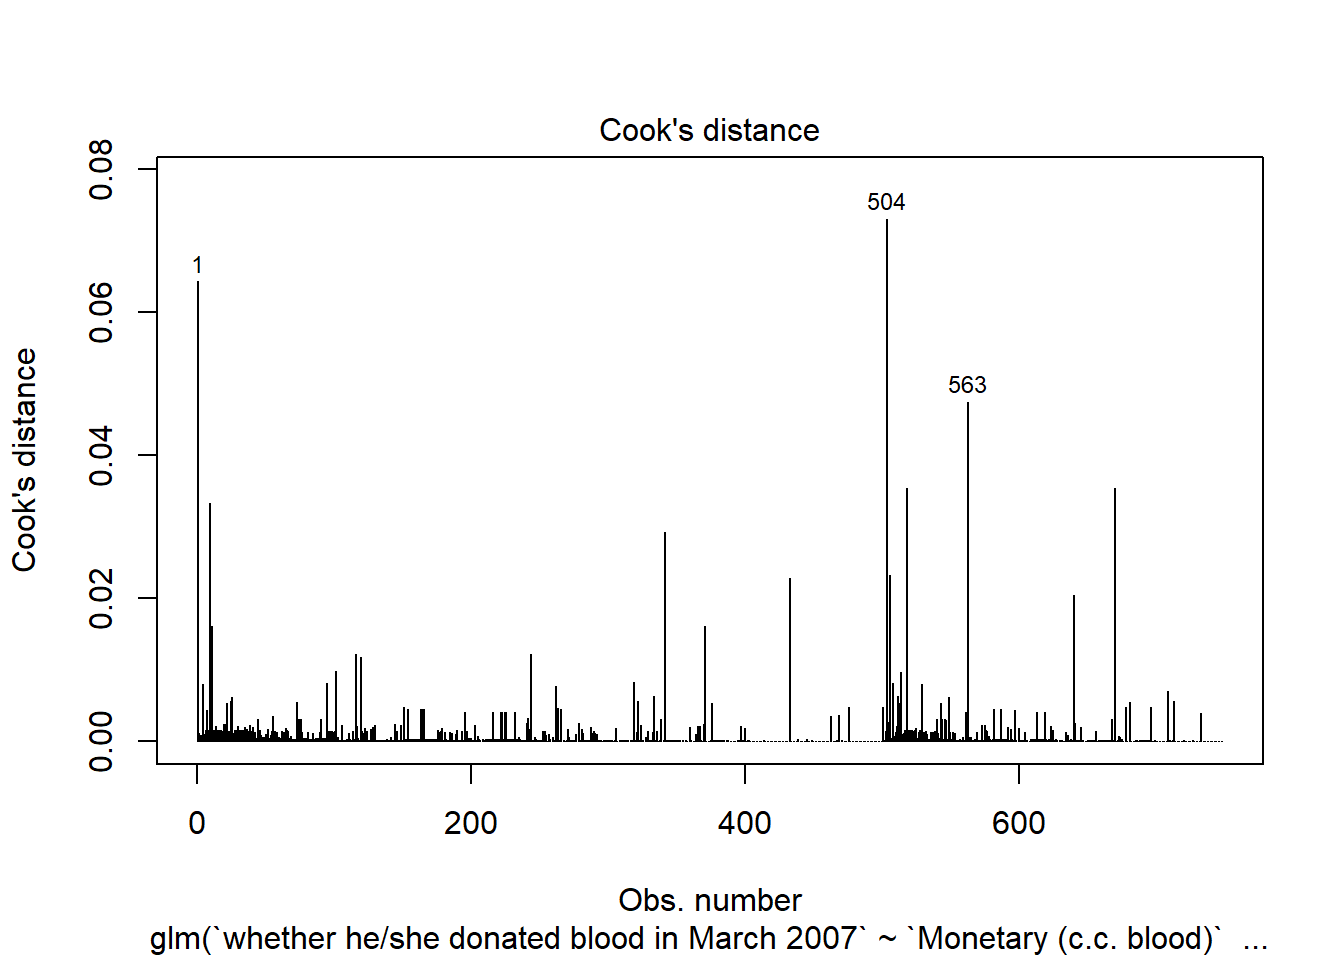 Cook's distance
0.08
0.06
0.04
0.02
0.00
Cook's distance
1
504
563
0 200 400 600
Obs. number
glm(`whether he/she donated blood in March 2007` ~ `Monetary (c.c. blood)` ...